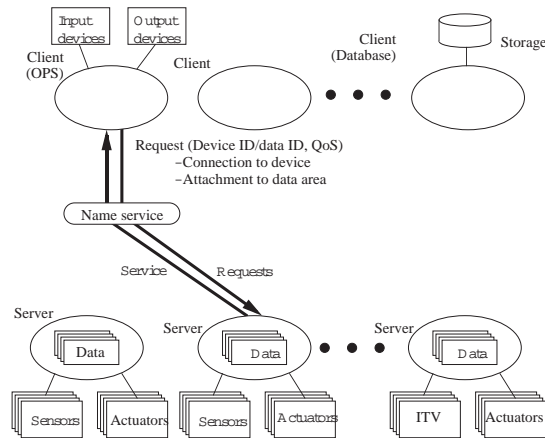 Input
devices
Output
devices
Client
(OPS)
Client
Client
(Database)
Storage
Request (Device ID/data ID, QoS)
-Connection to device
-Attachment to data area
Name service
Service
Requests
Server
Data
Sensors
Actuators
Server
Data
Sensors
Actuators
Server
Data
ITV
Actuators